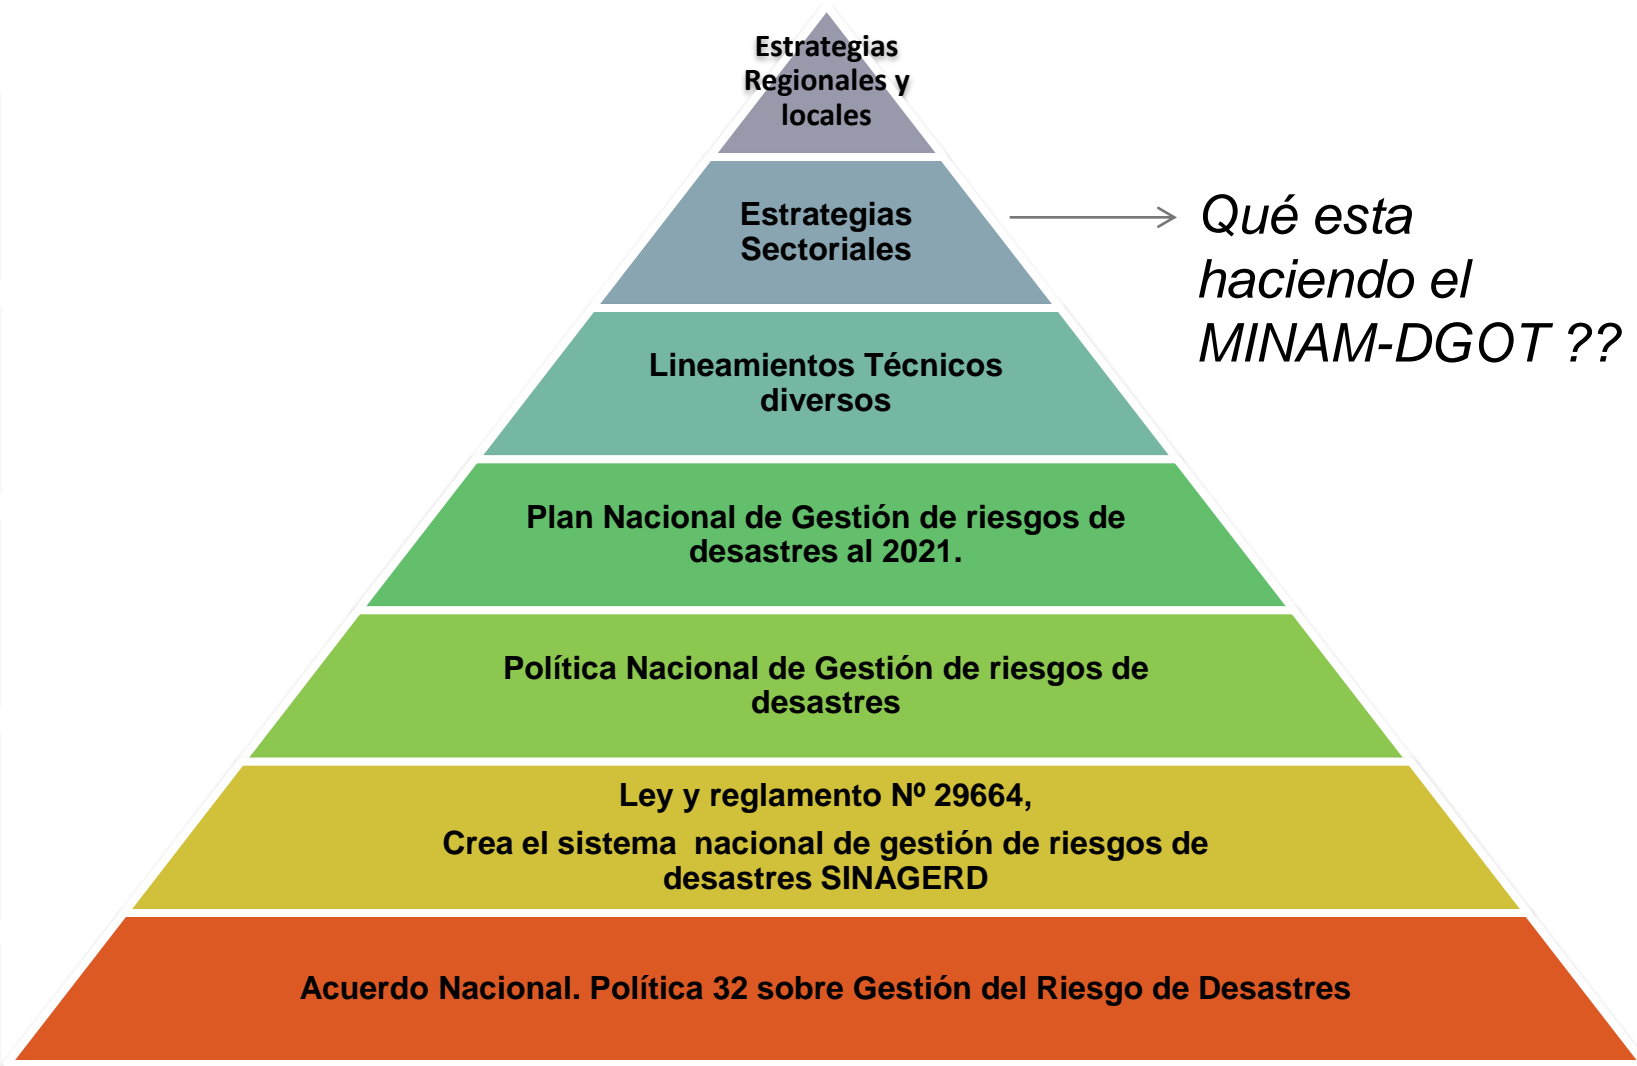 Estrategias
Regionales y
locales
Estrategias
Sectoriales
Qué esta
haciendo el
MINAM-DGOT ??
Lineamientos Técnicos
diversos
Plan Nacional de Gestión de riesgos de
desastres al 2021.
Política Nacional de Gestión de riesgos de
desastres
Ley y reglamento Nº 29664,
Crea el sistema  nacional de gestión de riesgos de
desastres SINAGERD
Acuerdo Nacional. Política 32 sobre Gestión del Riesgo de Desastres